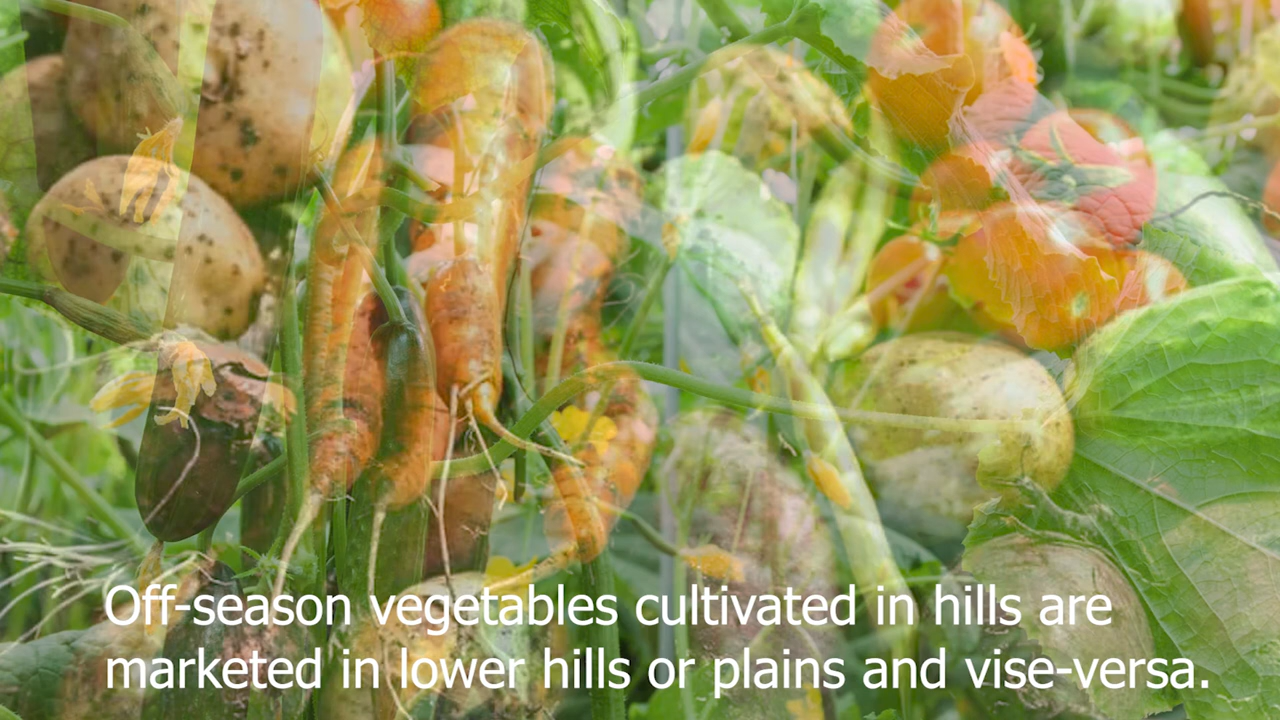 Off-season vegetables cultivated in hills are
marketed in lower hills or plains and vise-versa.